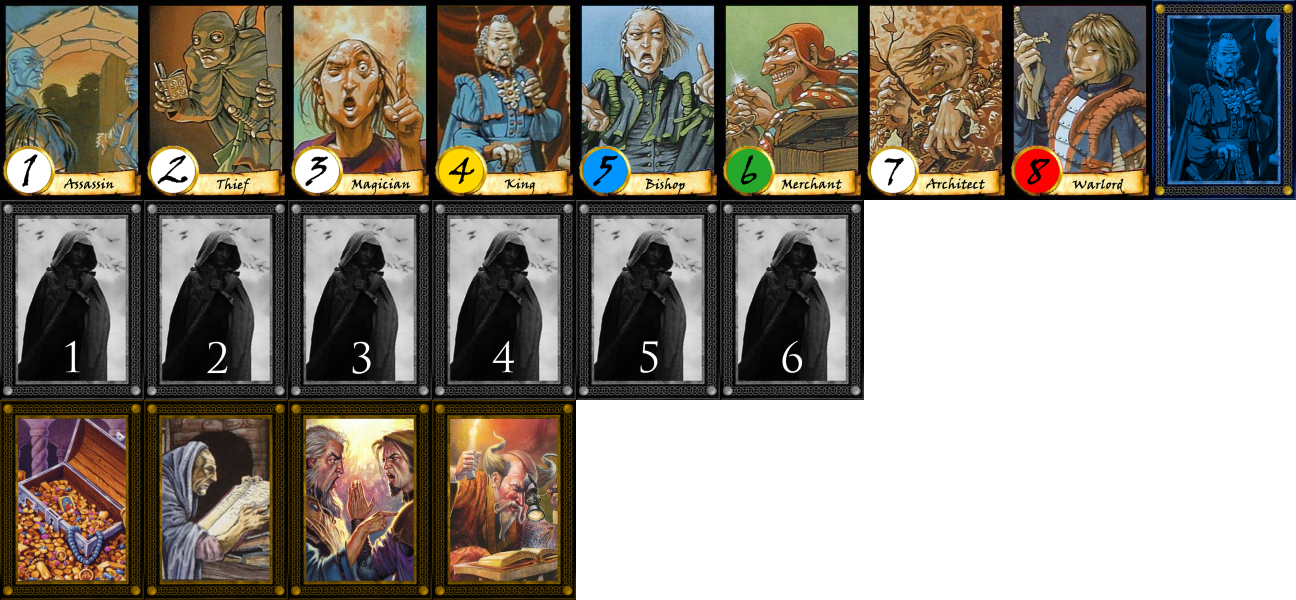 1 Assassin
2 Thief
3 Magician
4 King
5 Bishop
6 Merchant
7 Architect
8 Warlord
1
2
3
4
5
6